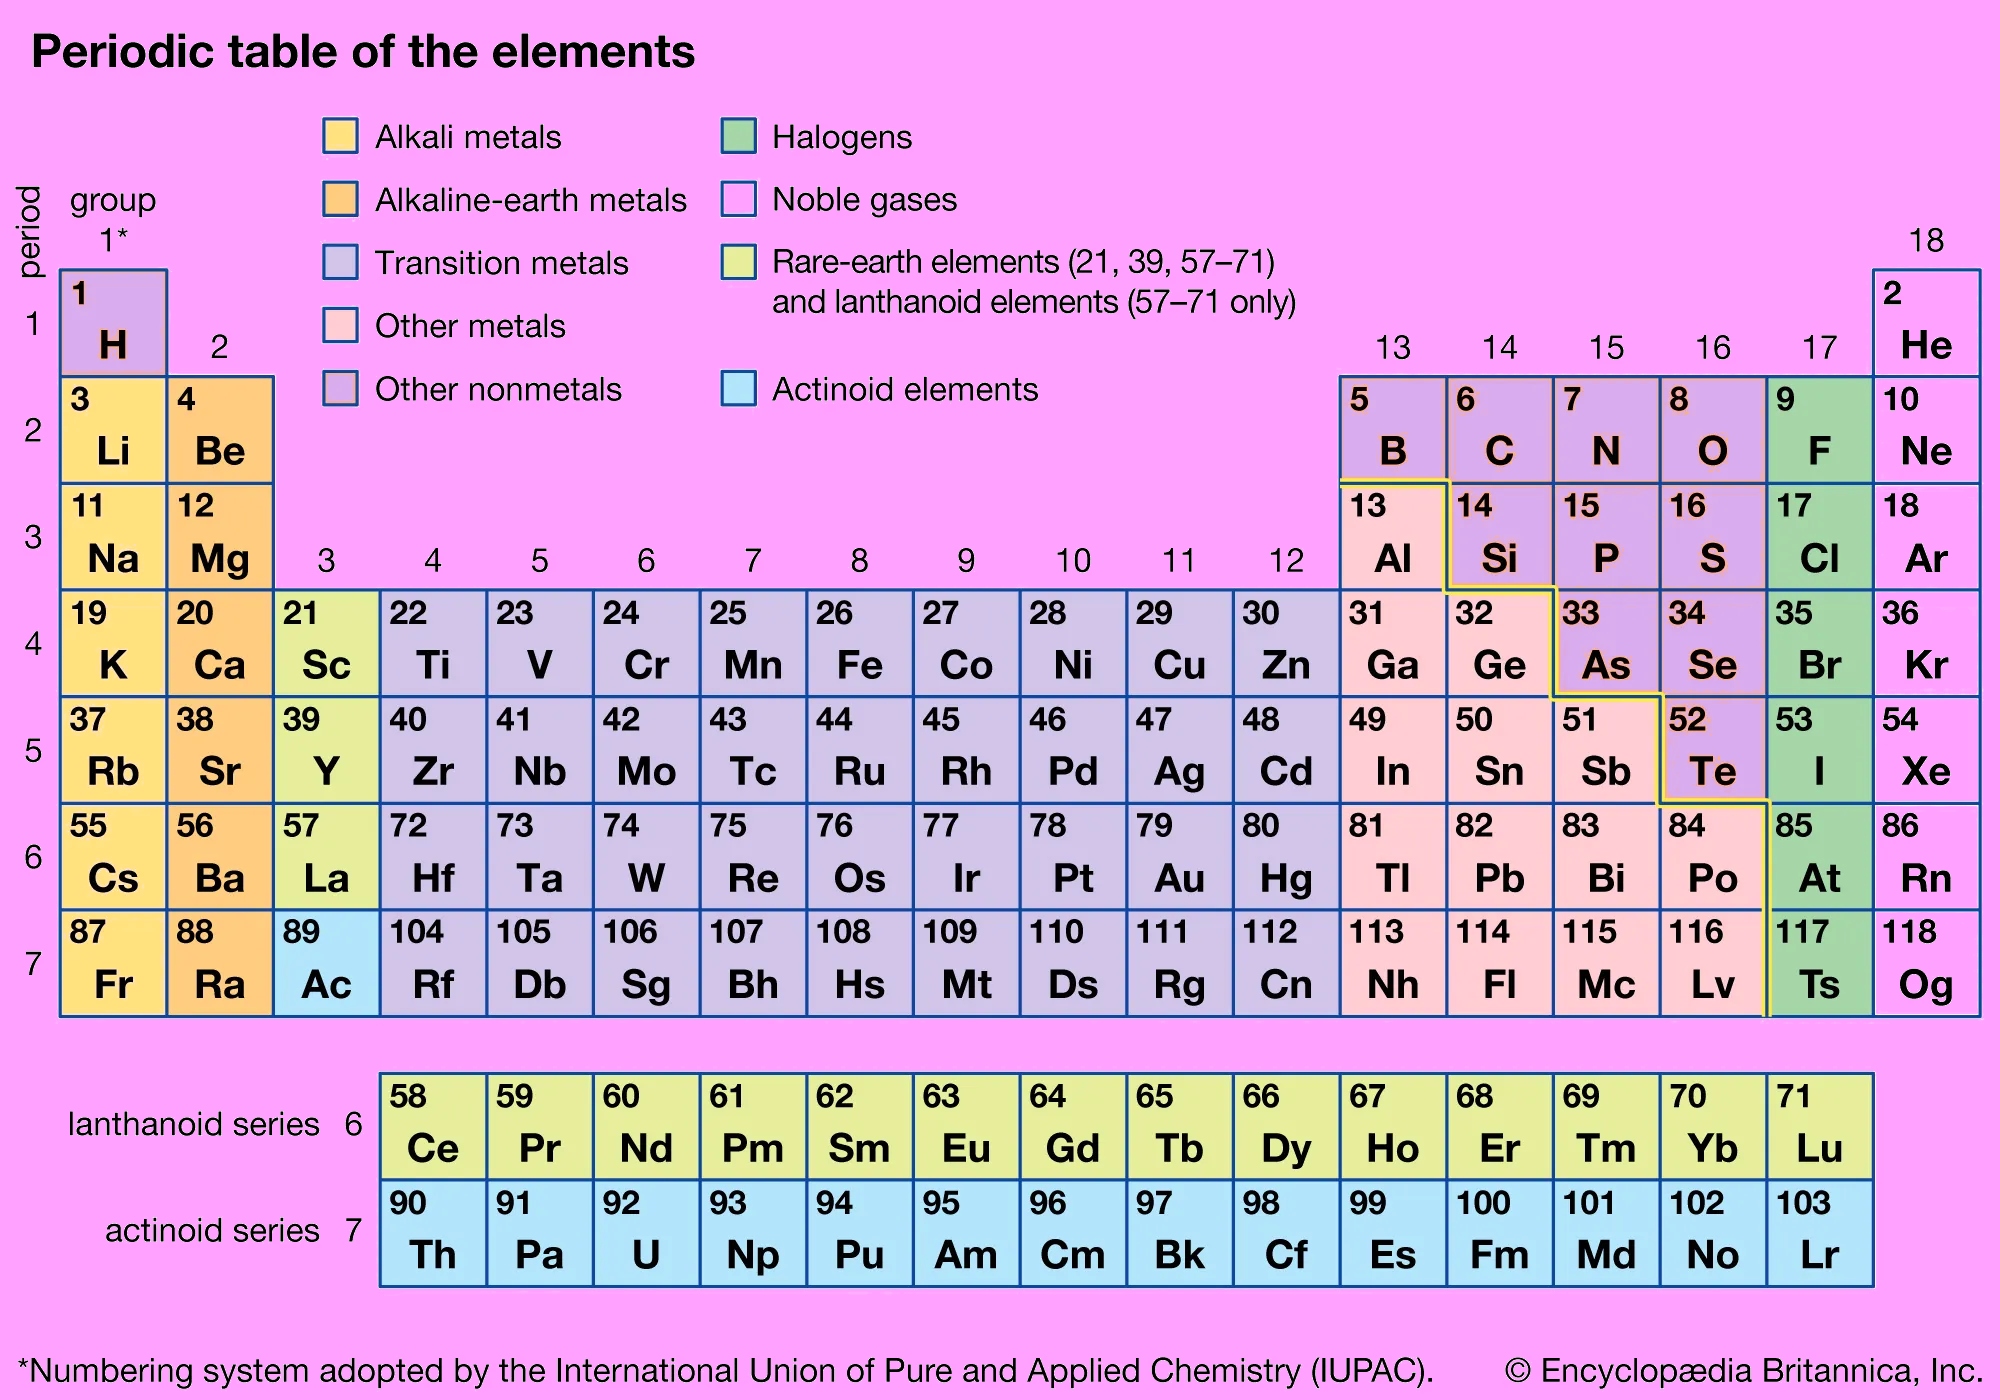 Periodic table of the elements
Alkali metals
Alkaline-earth metals
Transition metals
Other metals
Other nonmetals
Halogens
Noble gases
Rare-earth elements (21, 39, 57–71)
and lanthanoid elements (57–71 only)
Actinoid elements
period
group
1* 18
1 2
1 2 13 14 15 16 17
H He
3 4 5 6 7 8 9 10
2
Li Be B C N O F Ne
11 12 13 14 15 16 17 18
3
Na Mg 3 4 5 6 7 8 9 10 11 12 Al Si P S Cl Ar
19 20 21 22 23 24 25 26 27 28 29 30 31 32 33 34 35 36
4
K Ca Sc Ti V Cr Mn Fe Co Ni Cu Zn Ga Ge As Se Br Kr
37 38 39 40 41 42 43 44 45 46 47 48 49 50 51 52 53 54
5
Rb Sr Y Zr Nb Mo Tc Ru Rh Pd Ag Cd In Sn Sb Te I Xe
55 56 57 72 73 74 75 76 77 78 79 80 81 82 83 84 85 86
6
Cs Ba La Hf Ta W Re Os Ir Pt Au Hg Tl Pb Bi Po At Rn
87 88 89 104 105 106 107 108 109 110 111 112 113 114 115 116 117 118
7
Fr Ra Ac Rf Db Sg Bh Hs Mt Ds Rg Cn Nh Fl Mc Lv Ts Og
58 59 60 61 62 63 64 65 66 67 68 69 70 71
lanthanoid series 6
Ce Pr Nd Pm Sm Eu Gd Tb Dy Ho Er Tm Yb Lu
90 91 92 93 94 95 96 97 98 99 100 101 102 103
actinoid series 7
Th Pa U Np Pu Am Cm Bk Cf Es Fm Md No Lr
*Numbering system adopted by the International Union of Pure and Applied Chemistry (IUPAC). © Encyclopædia Britannica, Inc.